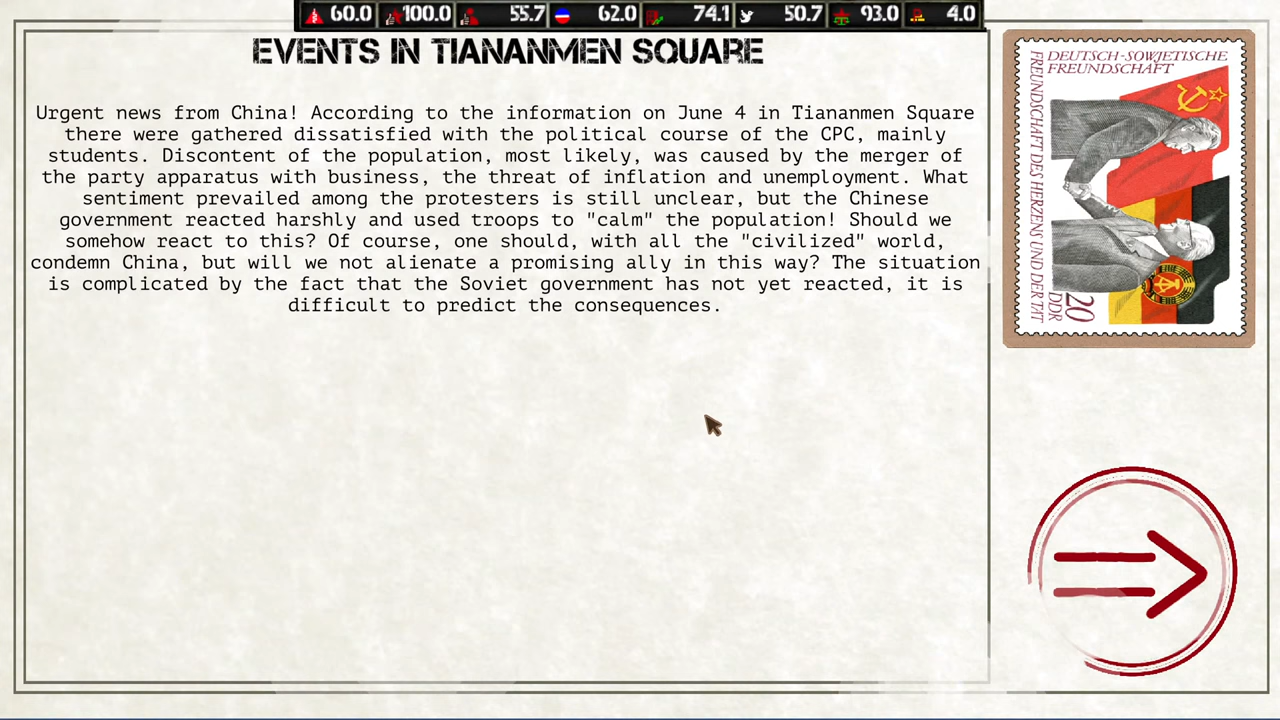 60.0 100.0 55.7 62.0 74.1 50.7 93.0 4.0
EVENTS IN TIANANMEN SQUARE
Urgent news from China! According to the information on June 4 in Tiananmen Square
there were gathered dissatisfied with the political course of the CPC, mainly
students. Discontent of the population, most likely, was caused by the merger of
the party apparatus with business, the threat of inflation and unemployment. What
sentiment prevailed among the protesters is still unclear, but the Chinese
government reacted harshly and used troops to "calm" the population! Should we
somehow react to this? Of course, one should, with all the "civilized" world,
condemn China, but will we not alienate a promising ally in this way? The situation
is complicated by the fact that the Soviet government has not yet reacted, it is
difficult to predict the consequences.
DEUTSCH-SOWJETISCHE
FREUNDSCHAFT
FREUNDSCHAFT DES HERZENS UND DER TAT
DDR
20